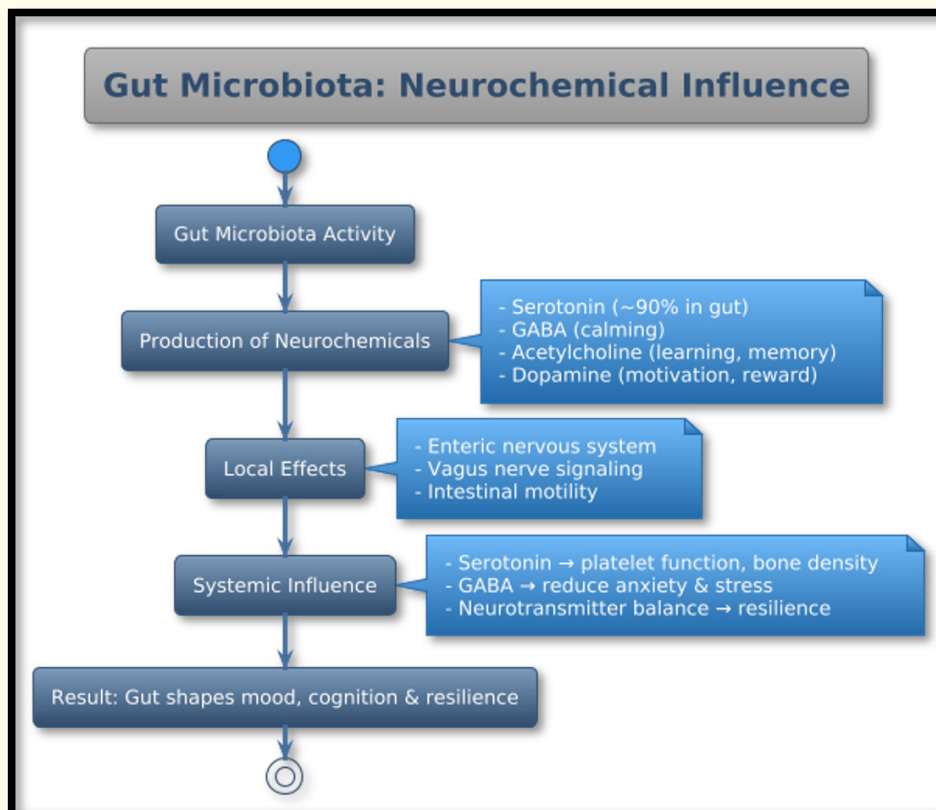 Gut Microbiota: Neurochemical Influence
Gut Microbiota Activity
Production of Neurochemicals
- Serotonin (~90% in gut)
- GABA (calming)
- Acetylcholine (learning, memory)
- Dopamine (motivation, reward)
Local Effects
- Enteric nervous system
- Vagus nerve signaling
- Intestinal motility
Systemic Influence
- Serotonin → platelet function, bone density
- GABA → reduce anxiety & stress
- Neurotransmitter balance → resilience
Result: Gut shapes mood, cognition & resilience